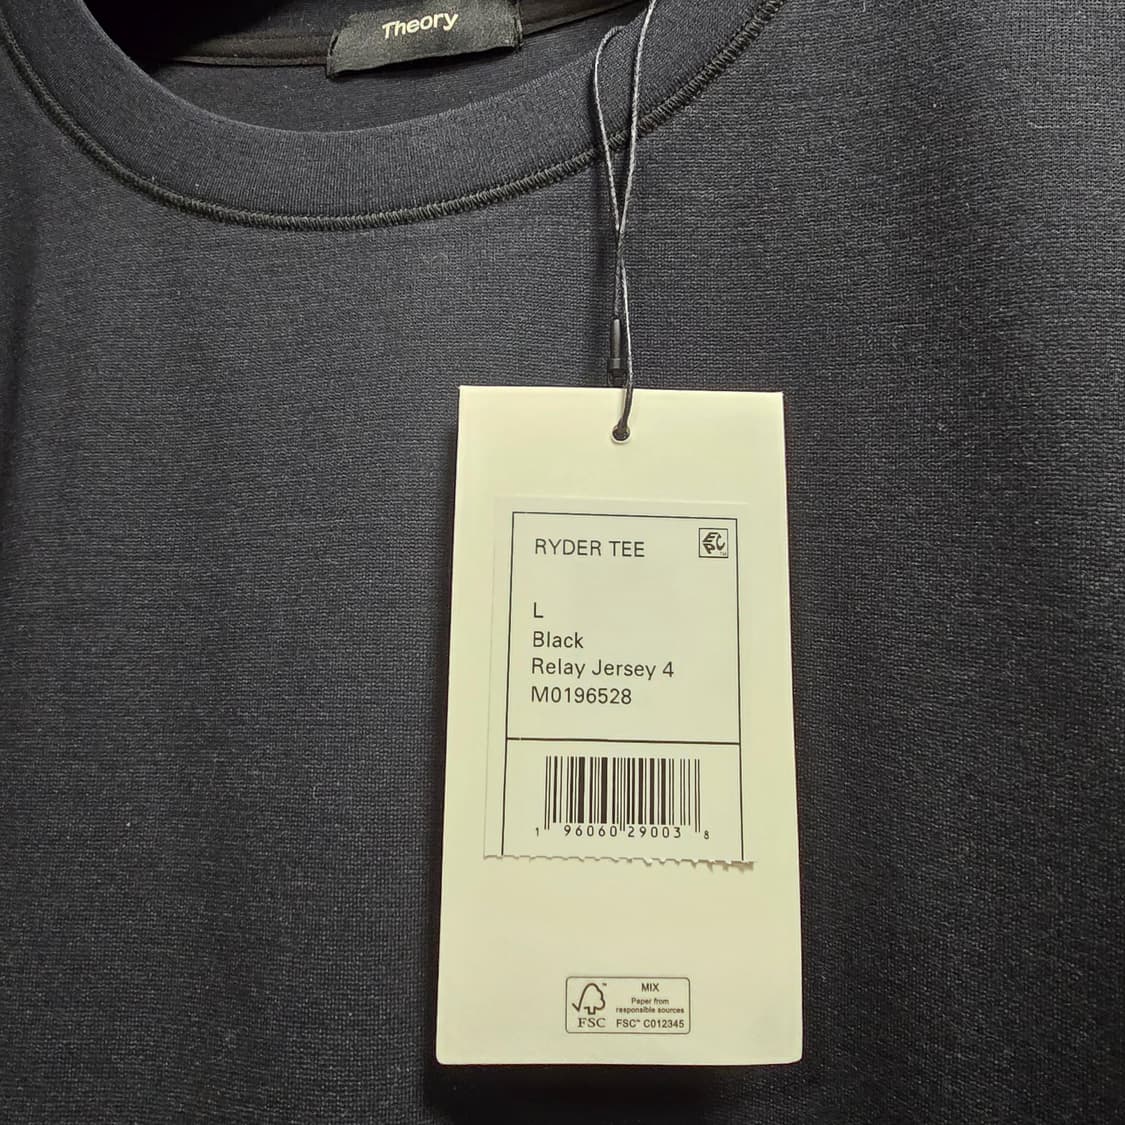 Theory
RYDER TEE
L
Black
Relay Jersey 4
M0196528
1 96060 29003 8
MIX
Paper from
responsible sources
FSC FSC™ C012345